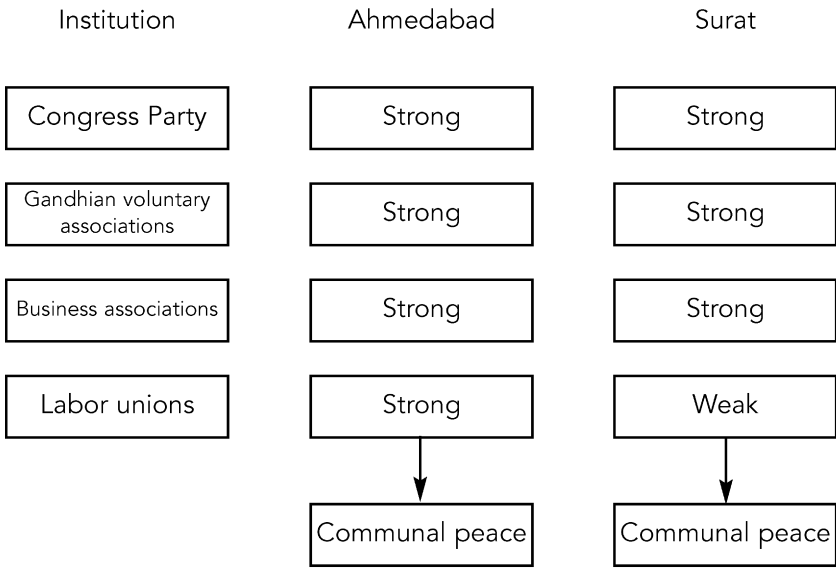 Institution Ahmedabad Surat
Congress Party Strong Strong
Gandhian voluntary
associations Strong Strong
Business associations Strong Strong
Labor unions Strong Weak
Communal peace Communal peace